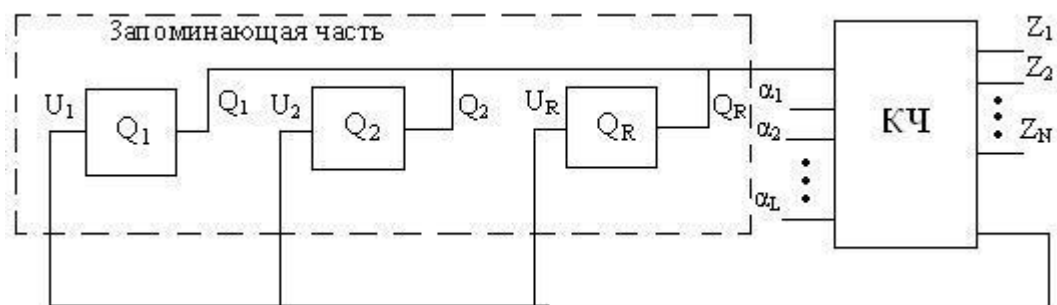 Запоминающая часть
U1
Q1
Q1
U2
Q2
Q2
UR
QR
QR
α1
α2
αL
КЧ
Z1
Z2
ZN